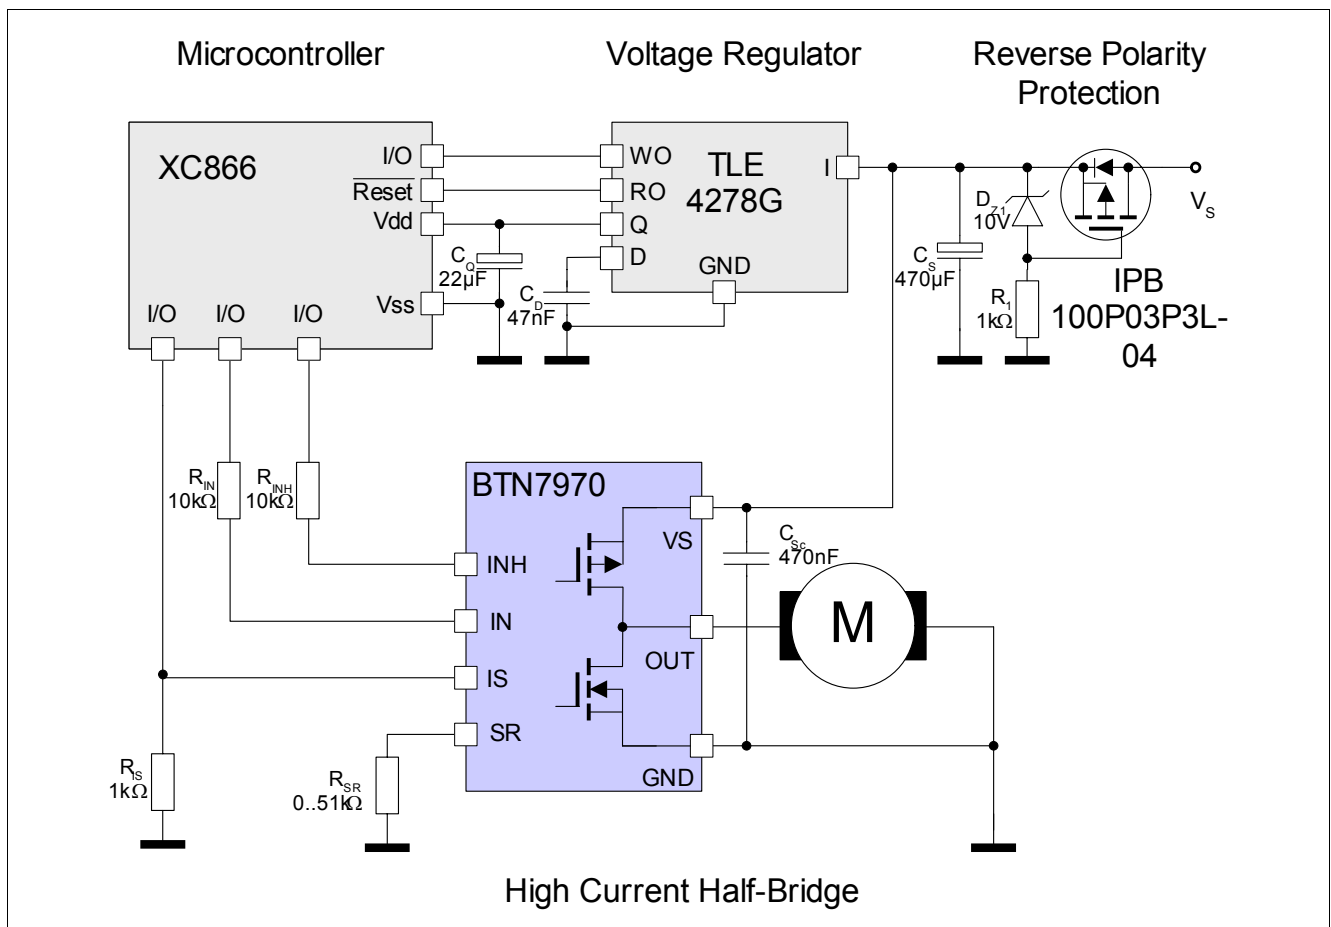 Microcontroller
Voltage Regulator
Reverse Polarity
Protection
XC866
I/O
Reset
Vdd
Vss
I/O
I/O
I/O
WO
RO
Q
D
TLE
4278G
I
GND
C_Q
22µF
C_D
47nF
C_S
470µF
D_Z1
10V
R_1
1kΩ
V_S
IPB
100P03P3L-
04
R_IN
10kΩ
R_INH
10kΩ
BTN7970
VS
INH
IN
IS
SR
OUT
GND
C_Sc
470nF
M
R_IS
1kΩ
R_SR
0..51kΩ
High Current Half-Bridge